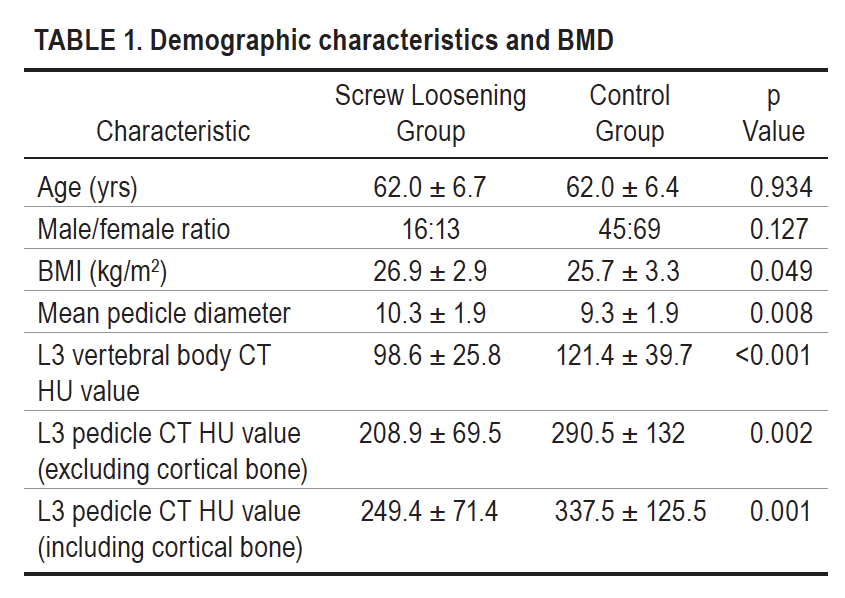 TABLE 1. Demographic characteristics and BMD
Characteristic Screw Loosening Group Control Group p Value
Age (yrs) 62.0 ± 6.7 62.0 ± 6.4 0.934
Male/female ratio 16:13 45:69 0.127
BMI (kg/m²) 26.9 ± 2.9 25.7 ± 3.3 0.049
Mean pedicle diameter 10.3 ± 1.9 9.3 ± 1.9 0.008
L3 vertebral body CT 98.6 ± 25.8 121.4 ± 39.7 <0.001
HU value
L3 pedicle CT HU value 208.9 ± 69.5 290.5 ± 132 0.002
(excluding cortical bone)
L3 pedicle CT HU value 249.4 ± 71.4 337.5 ± 125.5 0.001
(including cortical bone)